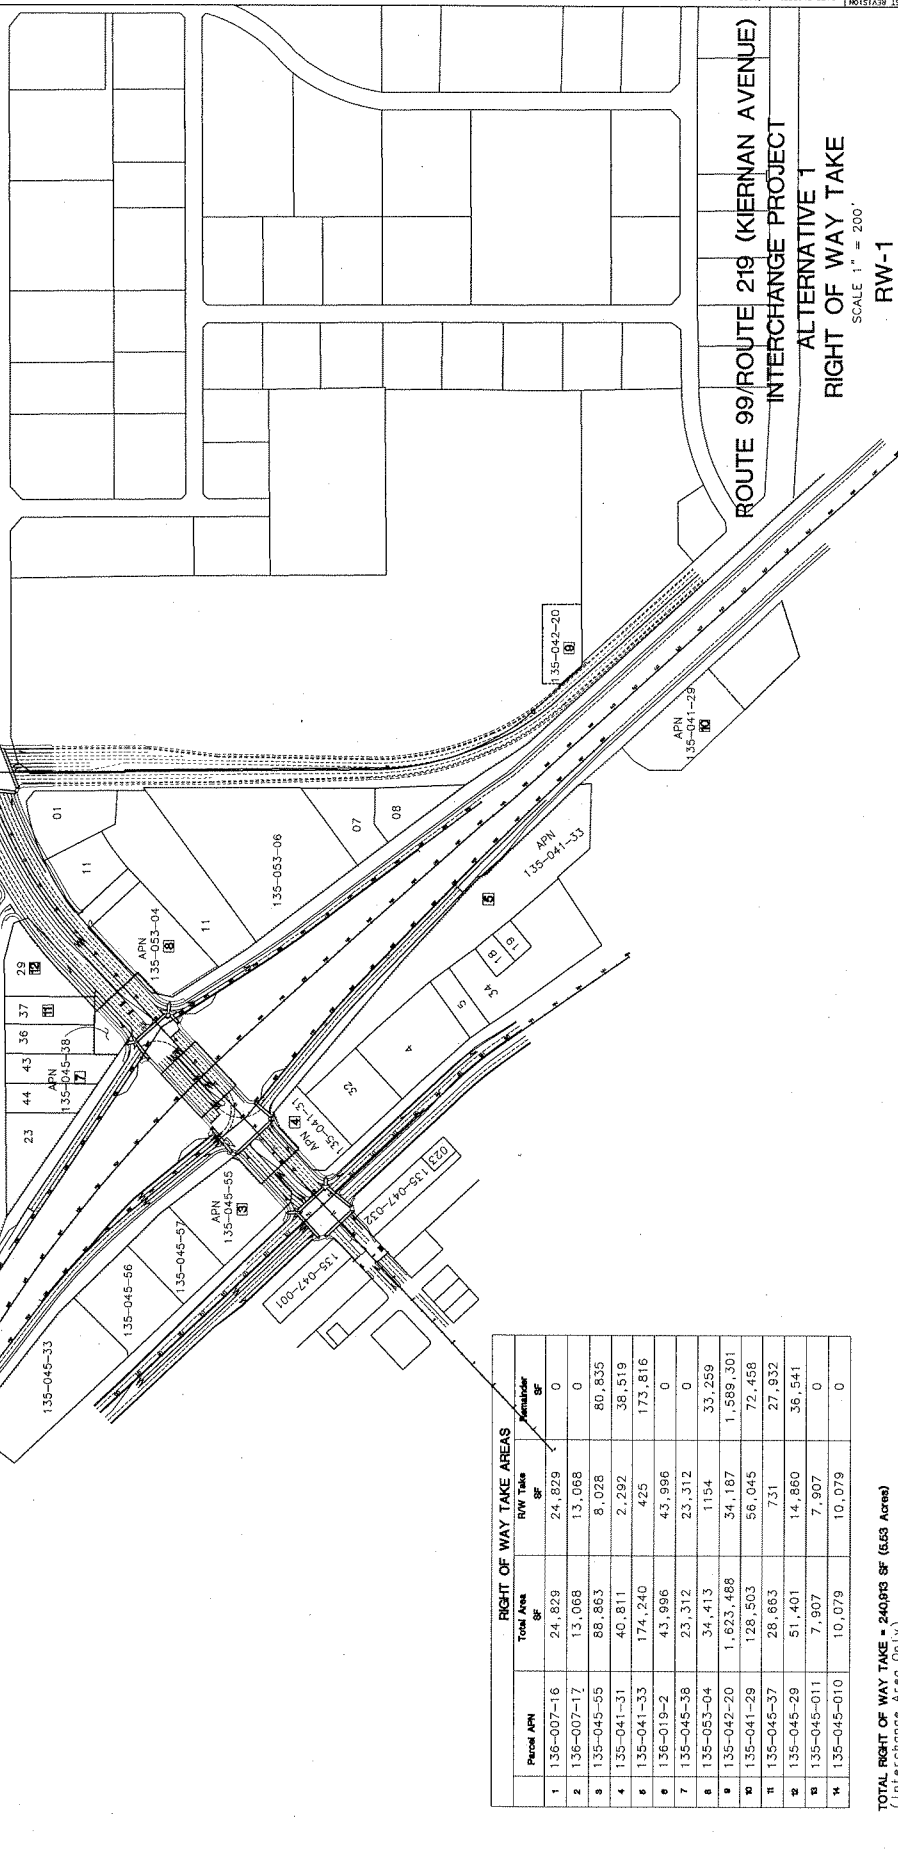 ROUTE 99/ROUTE 219 (KIERNAN AVENUE)
INTERCHANGE PROJECT
ALTERNATIVE 1
RIGHT OF WAY TAKE
SCALE 1" = 200'
RW-1
135-042-20
9
APN
135-041-29
10
01
11
APN
135-053-04
8
11
135-053-06
07
08
APN
135-041-33
5
29
12
37
11
36
43
44
23
APN
135-045-38
7
18
19
34
5
4
32
APN
135-041-31
4
APN
135-045-55
3
135-045-57
135-045-56
135-045-33
023
135-047-032
135-047-001
RIGHT OF WAY TAKE AREAS
Parcel APN Total Area SF R/W Take SF Remainder SF
1 136-007-16 24,829 24,829 0
2 136-007-17 13,068 13,068 0
3 135-045-55 88,863 8,028 80,835
4 135-041-31 40,811 2,292 38,519
5 135-041-33 174,240 425 173,816
6 136-019-2 43,996 43,996 0
7 135-045-38 23,312 23,312 0
8 135-053-04 34,413 1154 33,259
9 135-042-20 1,623,488 34,187 1,589,301
10 135-041-29 128,503 56,045 72,458
11 135-045-37 28,663 731 27,932
12 135-045-29 51,401 14,860 36,541
13 135-045-011 7,907 7,907 0
14 135-045-010 10,079 10,079 0
TOTAL RIGHT OF WAY TAKE = 240,913 SF (5.53 Acres)
(Interchange Area Only)